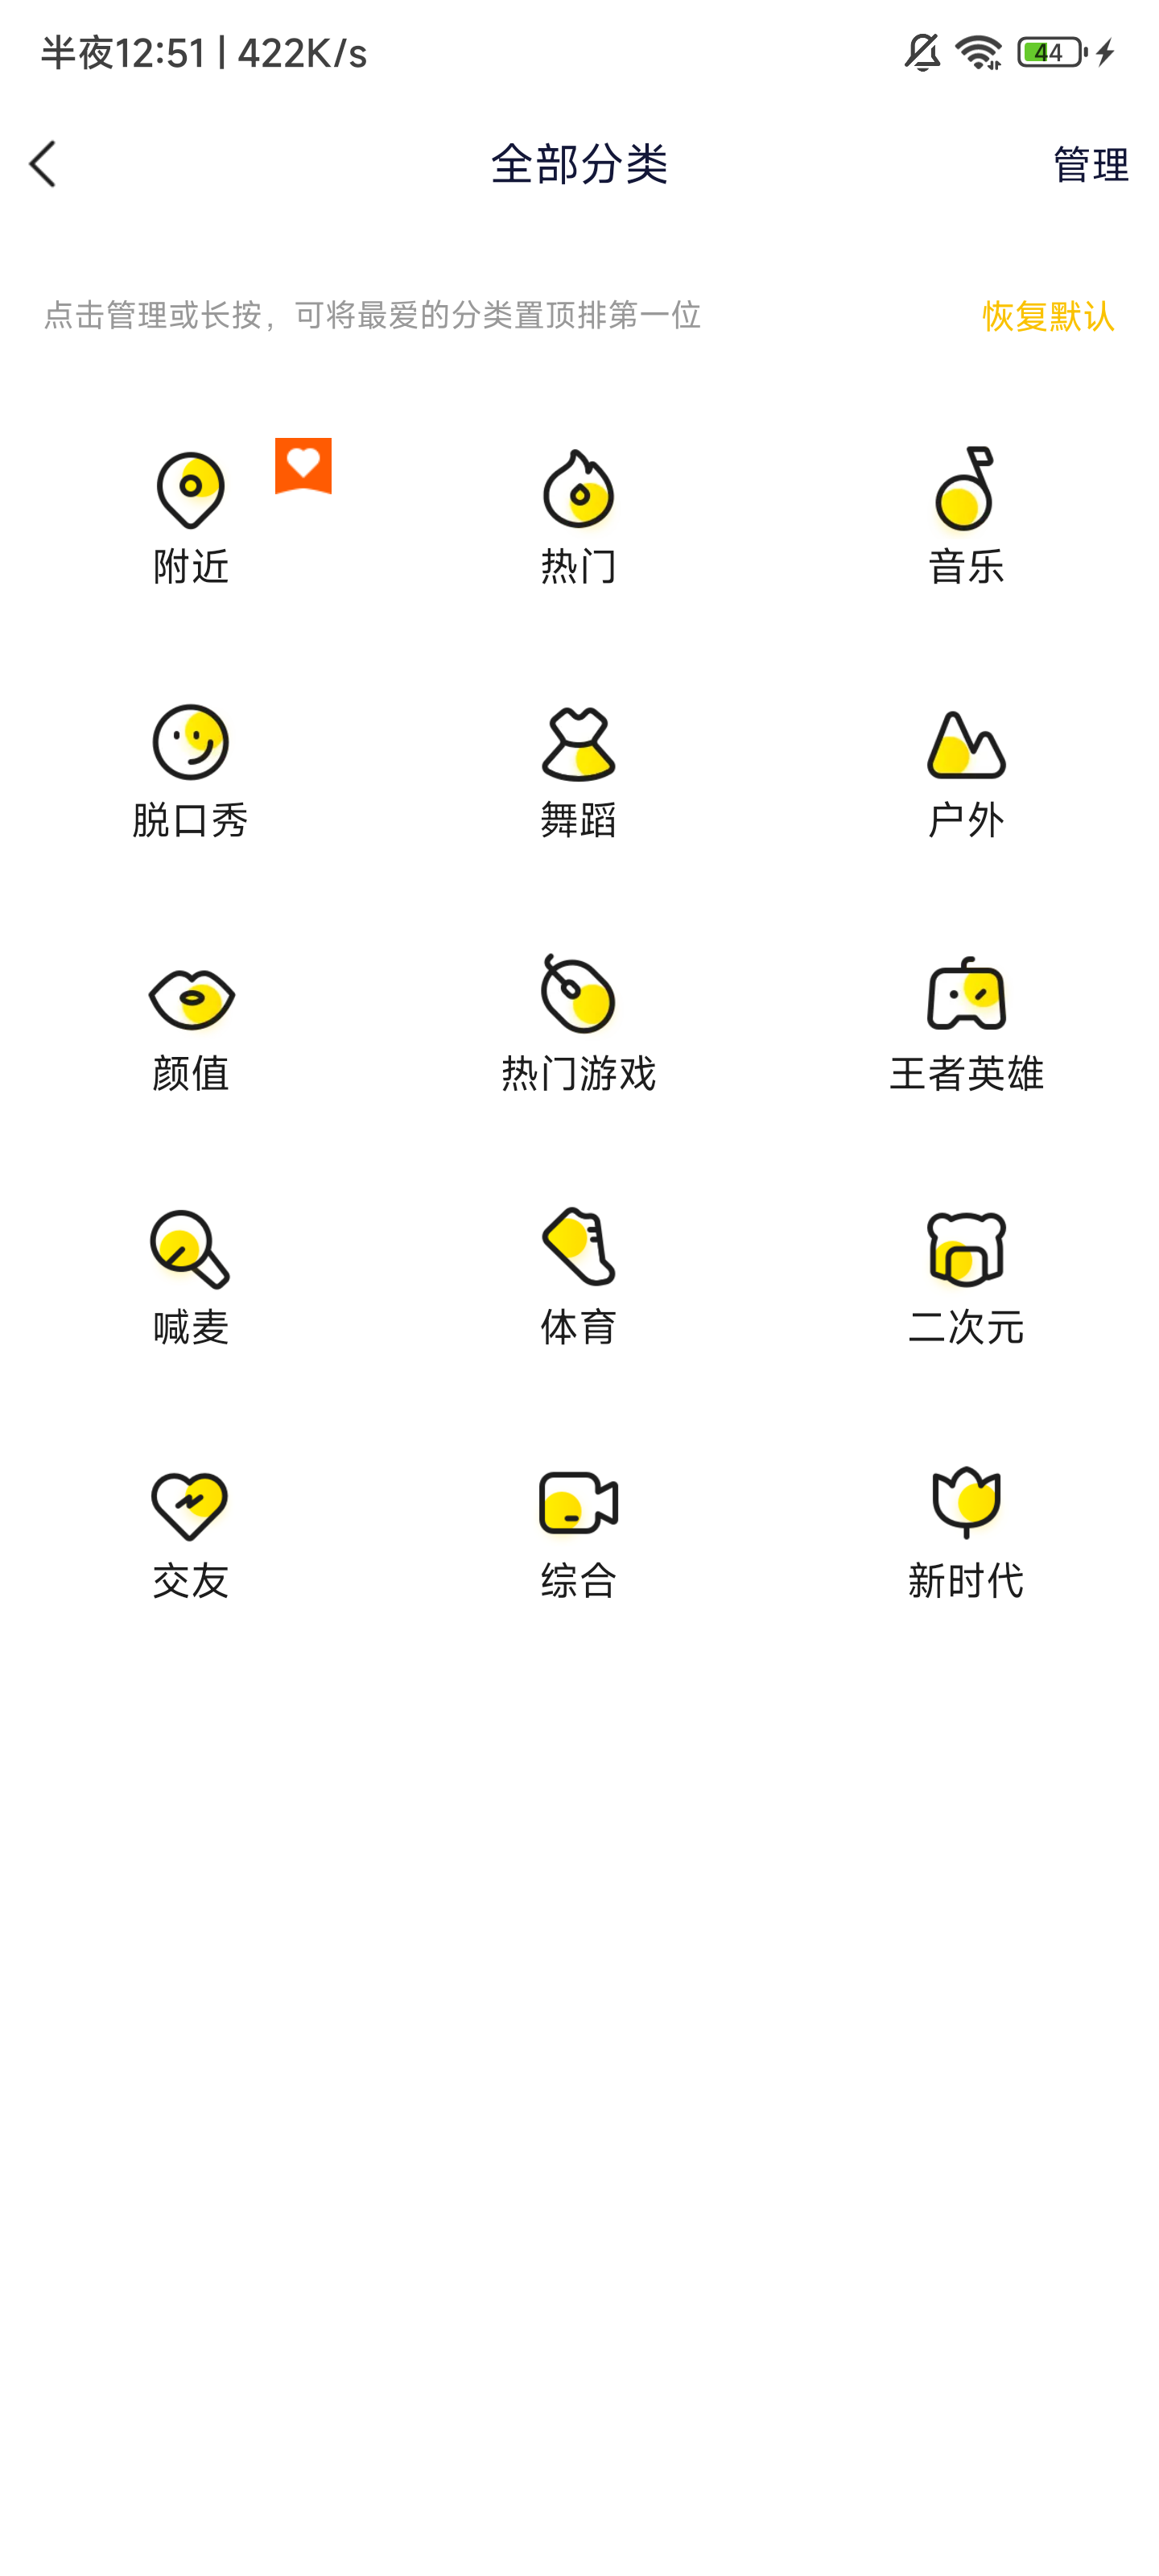 半夜12:51 | 422K/s
44
全部分类
管理
点击管理或长按，可将最爱的分类置顶排第一位
恢复默认
附近
热门
音乐
脱口秀
舞蹈
户外
颜值
热门游戏
王者英雄
喊麦
体育
二次元
交友
综合
新时代